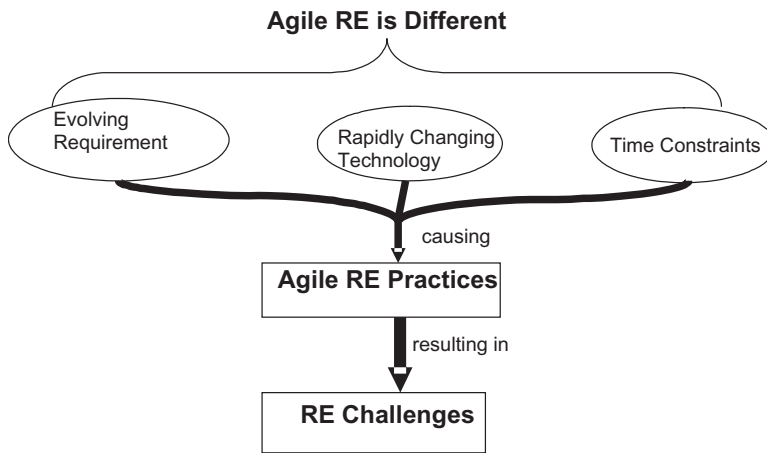 Agile RE is Different
Evolving
Requirement
Rapidly Changing
Technology
Time Constraints
causing
Agile RE Practices
resulting in
RE Challenges